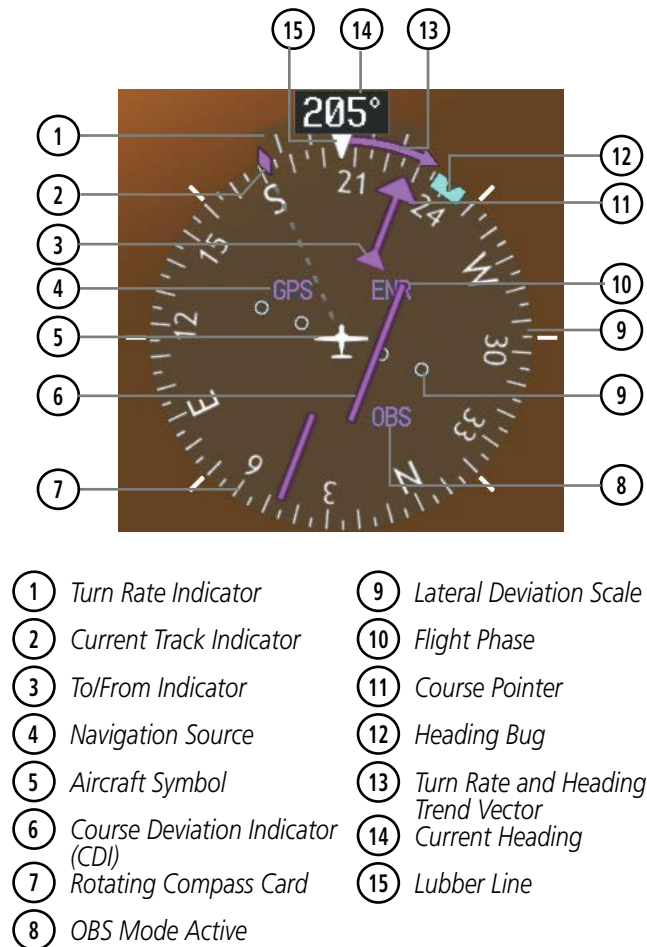 15 14 13
205°
1
12
2
21
24
S
11
15
3
W
4
GPS
ENR
10
12
5
9
30
6
9
E
33
OBS
6
N
7
3
8
1 Turn Rate Indicator
2 Current Track Indicator
3 To/From Indicator
4 Navigation Source
5 Aircraft Symbol
6 Course Deviation Indicator
(CDI)
7 Rotating Compass Card
8 OBS Mode Active
9 Lateral Deviation Scale
10 Flight Phase
11 Course Pointer
12 Heading Bug
13 Turn Rate and Heading
Trend Vector
14 Current Heading
15 Lubber Line